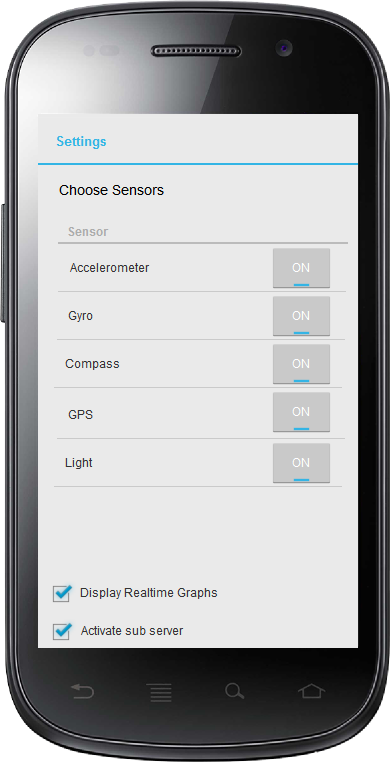 Settings
Choose Sensors
Sensor
Accelerometer ON
Gyro ON
Compass ON
GPS ON
Light ON
Display Realtime Graphs
Activate sub server